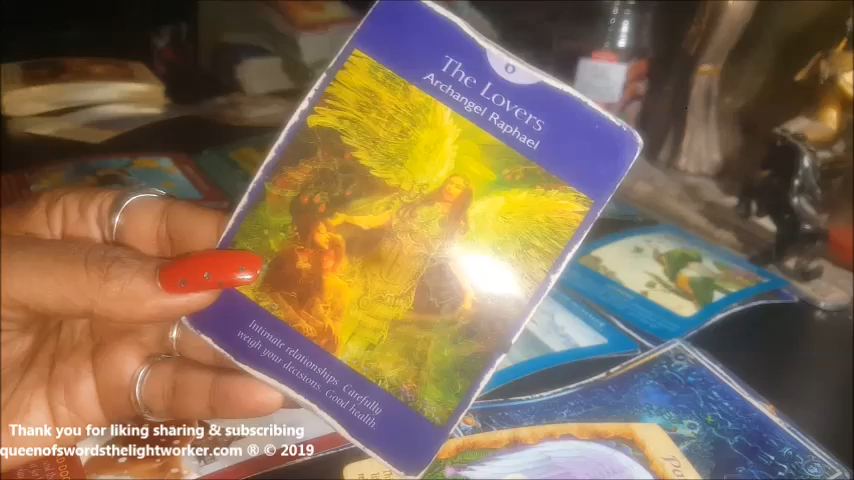 6
The Lovers
Archangel Raphael
Intimate relationships. Carefully
weigh your decisions. Good health.
Thank you for liking sharing & subscribing
queenofswordsthelightworker.com ® © 2019